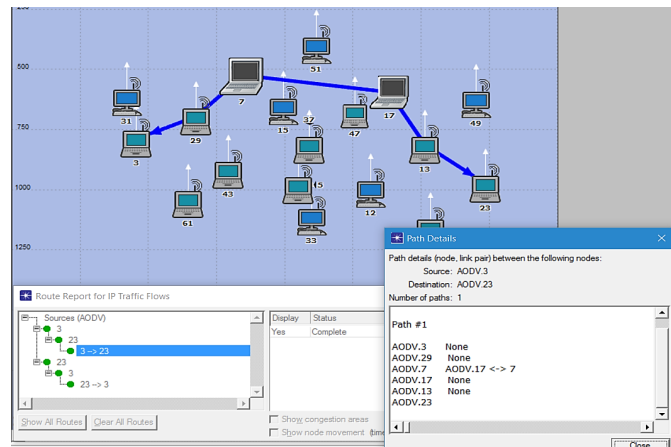 250
500
51
7
31
17
49
29
15
37
47
750
3
13
43
1000
45
23
61
12
33
1250
Path Details
Path details (node, link pair) between the following nodes:
Source: AODV.3
Destination: AODV.23
Number of paths: 1
Path #1
AODV.3 None
AODV.29 None
AODV.7 AODV.17 <-> 7
AODV.17 None
AODV.13 None
AODV.23
Close
Route Report for IP Traffic Flows
Sources (AODV)
3
23
3 -> 23
23
3
23 -> 3
Display Status
Yes Complete
Show All Routes Clear All Routes
Show congestion areas
Show node movement (time